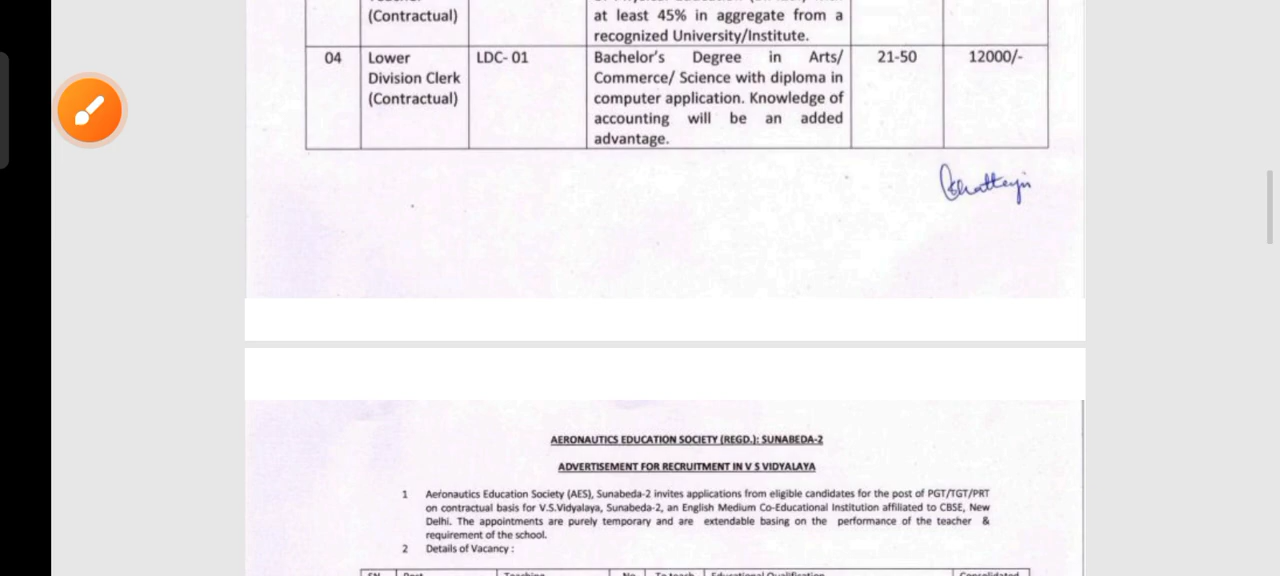 (Contractual)
at least 45% in aggregate from a
recognized University/Institute.
04 Lower LDC- 01 Bachelor's Degree in Arts/ 21-50 12000/-
Division Clerk Commerce/ Science with diploma in
(Contractual) computer application. Knowledge of
accounting will be an added
advantage.
AERONAUTICS EDUCATION SOCIETY (REGD.): SUNABEDA-2
ADVERTISEMENT FOR RECRUITMENT IN V S VIDYALAYA
1 Aeronautics Education Society (AES), Sunabeda-2 invites applications from eligible candidates for the post of PGT/TGT/PRT
on contractual basis for V.S.Vidyalaya, Sunabeda-2, an English Medium Co-Educational Institution affiliated to CBSE, New
Delhi. The appointments are purely temporary and are extendable basing on the performance of the teacher &
requirement of the school.
2 Details of Vacancy :